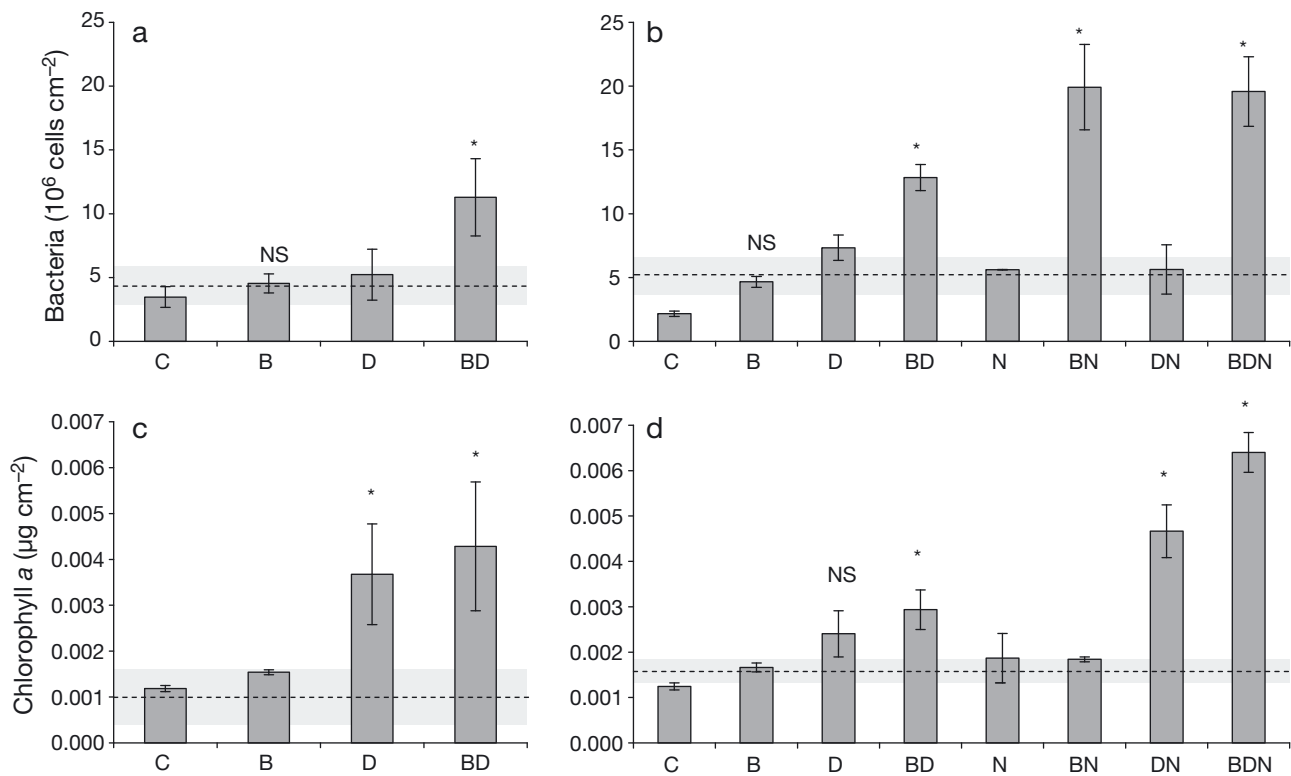 a
Bacteria (10⁶ cells cm⁻²)
25
20
15
10
5
0
NS
*
C B D BD
b
25
20
15
10
5
0
NS
*
*
*
C B D BD N BN DN BDN
c
Chlorophyll a (µg cm⁻²)
0.007
0.006
0.005
0.004
0.003
0.002
0.001
0.000
*
*
C B D BD
d
0.007
0.006
0.005
0.004
0.003
0.002
0.001
0.000
NS
*
*
*
C B D BD N BN DN BDN